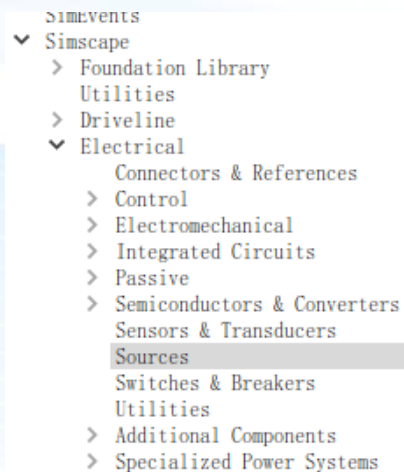 SimEvents
Simscape
Foundation Library
Utilities
Driveline
Electrical
Connectors & References
Control
Electromechanical
Integrated Circuits
Passive
Semiconductors & Converters
Sensors & Transducers
Sources
Switches & Breakers
Utilities
Additional Components
Specialized Power Systems